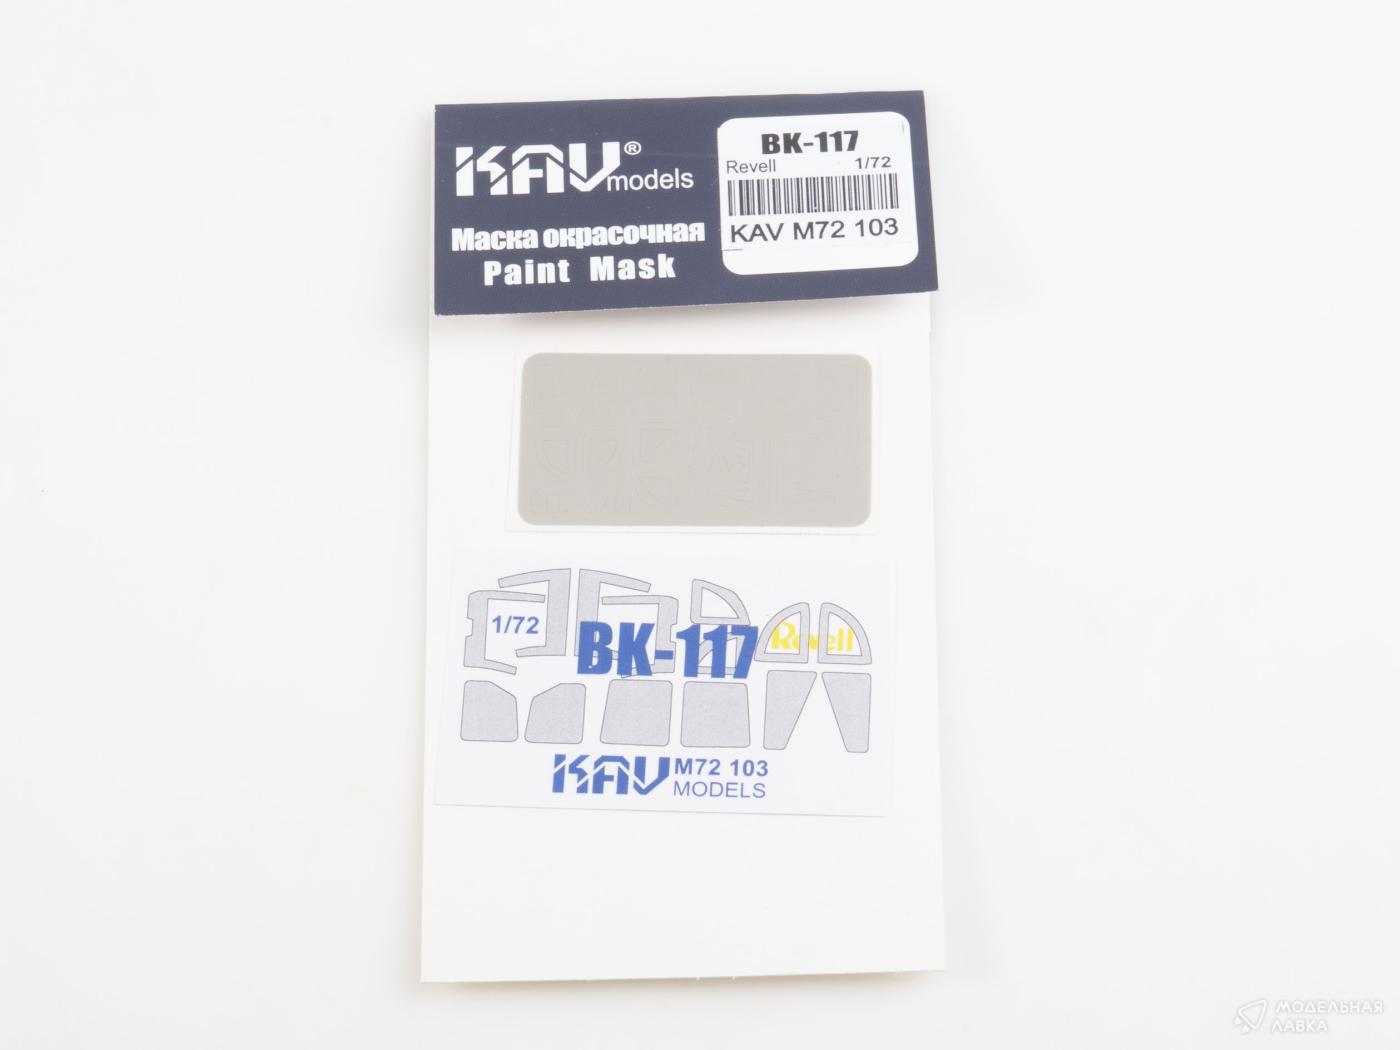 KAV® models
Маска окрасочная
Paint Mask
BK-117
Revell 1/72
KAV M72 103
1/72
BK-117
Revell
KAV M72 103
MODELS
МОДЕЛЬНАЯ
ЛАВКА